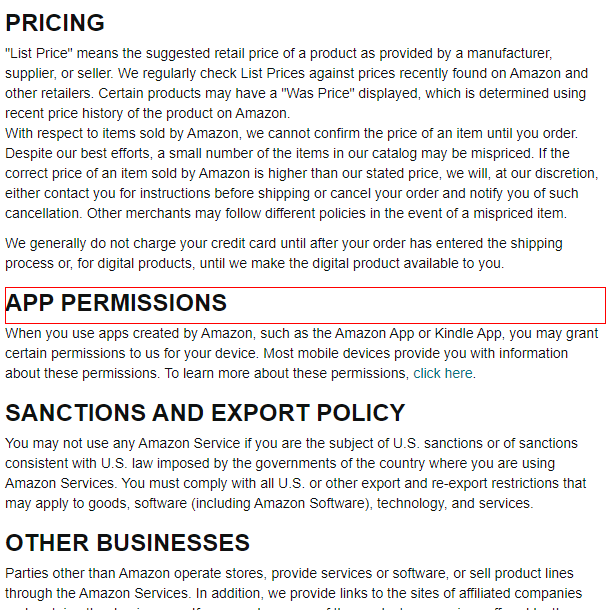 PRICING
"List Price" means the suggested retail price of a product as provided by a manufacturer,
supplier, or seller. We regularly check List Prices against prices recently found on Amazon and
other retailers. Certain products may have a "Was Price" displayed, which is determined using
recent price history of the product on Amazon.
With respect to items sold by Amazon, we cannot confirm the price of an item until you order.
Despite our best efforts, a small number of the items in our catalog may be mispriced. If the
correct price of an item sold by Amazon is higher than our stated price, we will, at our discretion,
either contact you for instructions before shipping or cancel your order and notify you of such
cancellation. Other merchants may follow different policies in the event of a mispriced item.
We generally do not charge your credit card until after your order has entered the shipping
process or, for digital products, until we make the digital product available to you.
APP PERMISSIONS
When you use apps created by Amazon, such as the Amazon App or Kindle App, you may grant
certain permissions to us for your device. Most mobile devices provide you with information
about these permissions. To learn more about these permissions, click here.
SANCTIONS AND EXPORT POLICY
You may not use any Amazon Service if you are the subject of U.S. sanctions or of sanctions
consistent with U.S. law imposed by the governments of the country where you are using
Amazon Services. You must comply with all U.S. or other export and re-export restrictions that
may apply to goods, software (including Amazon Software), technology, and services.
OTHER BUSINESSES
Parties other than Amazon operate stores, provide services or software, or sell product lines
through the Amazon Services. In addition, we provide links to the sites of affiliated companies